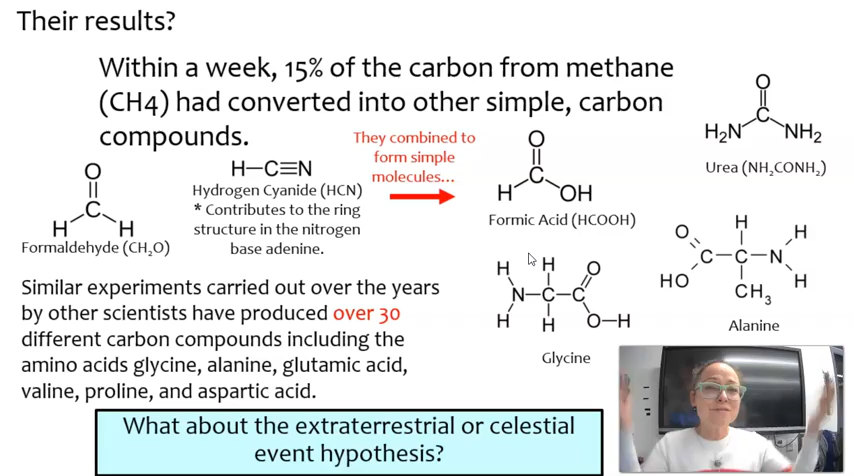 Their results?
Within a week, 15% of the carbon from methane
(CH4) had converted into other simple, carbon
compounds.
They combined to
form simple
molecules...
O
H
C
H
Formaldehyde (CH₂O)
H—C≡N
Hydrogen Cyanide (HCN)
* Contributes to the ring
structure in the nitrogen
base adenine.
O
C
H
OH
Formic Acid (HCOOH)
O
C
H₂N
NH₂
Urea (NH₂CONH₂)
H
H
O
N—C—C
H
H
O—H
Glycine
O
H
H
C—C—N
HO
H
CH₃
Alanine
Similar experiments carried out over the years
by other scientists have produced over 30
different carbon compounds including the
amino acids glycine, alanine, glutamic acid,
valine, proline, and aspartic acid.
What about the extraterrestrial or celestial
event hypothesis?